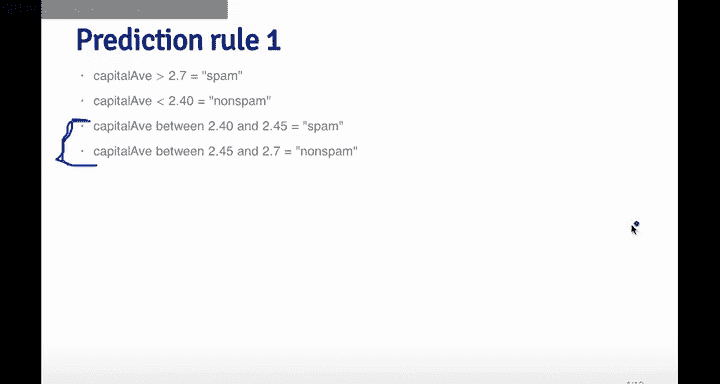 Prediction rule 1
· capitalAve > 2.7 = "spam"
· capitalAve < 2.40 = "nonspam"
· capitalAve between 2.40 and 2.45 = "spam"
· capitalAve between 2.45 and 2.7 = "nonspam"